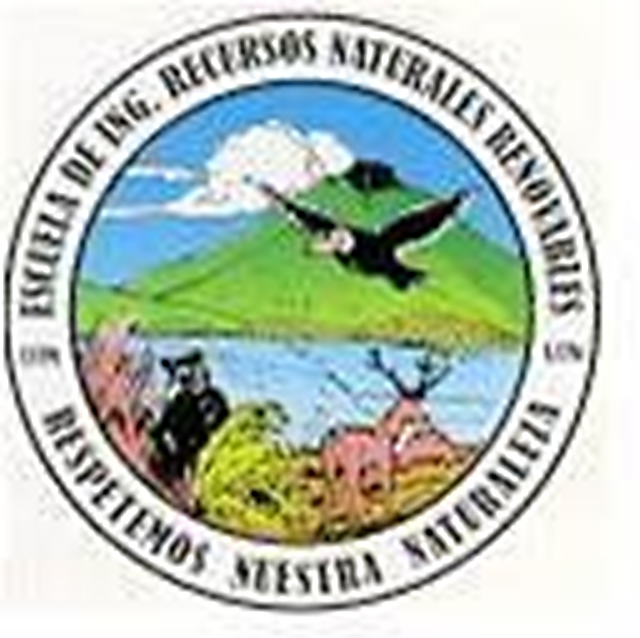 ESCUELA DE ING. RECURSOS NATURALES RENOVABLES
RESPETEMOS NUESTRA NATURALEZA